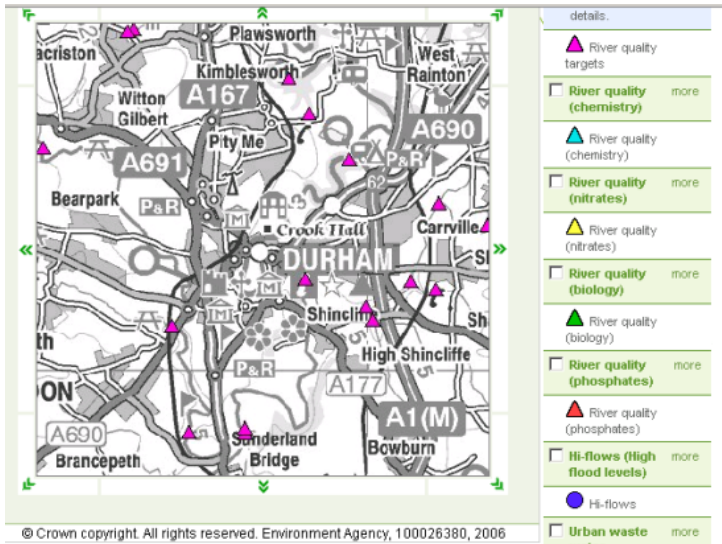 Plawsworth
acriston
West
Rainton
Kimblesworth
Witton
Gilbert
A167
A690
Pity Me
A691
P&R
62
Bearpark
P&R
Crook Hall
Carrville
DURHAM
Shincliffe
High Shincliffe
P&R
A177
ON
A1(M)
A690
Sunderland
Bridge
Bowburn
Brancepeth
© Crown copyright. All rights reserved. Environment Agency, 100026380, 2006
details.
River quality
targets
River quality more
(chemistry)
River quality
(chemistry)
River quality more
(nitrates)
River quality
(nitrates)
River quality more
(biology)
River quality
(biology)
River quality more
(phosphates)
River quality
(phosphates)
Hi-flows (High more
flood levels)
Hi-flows
Urban waste more